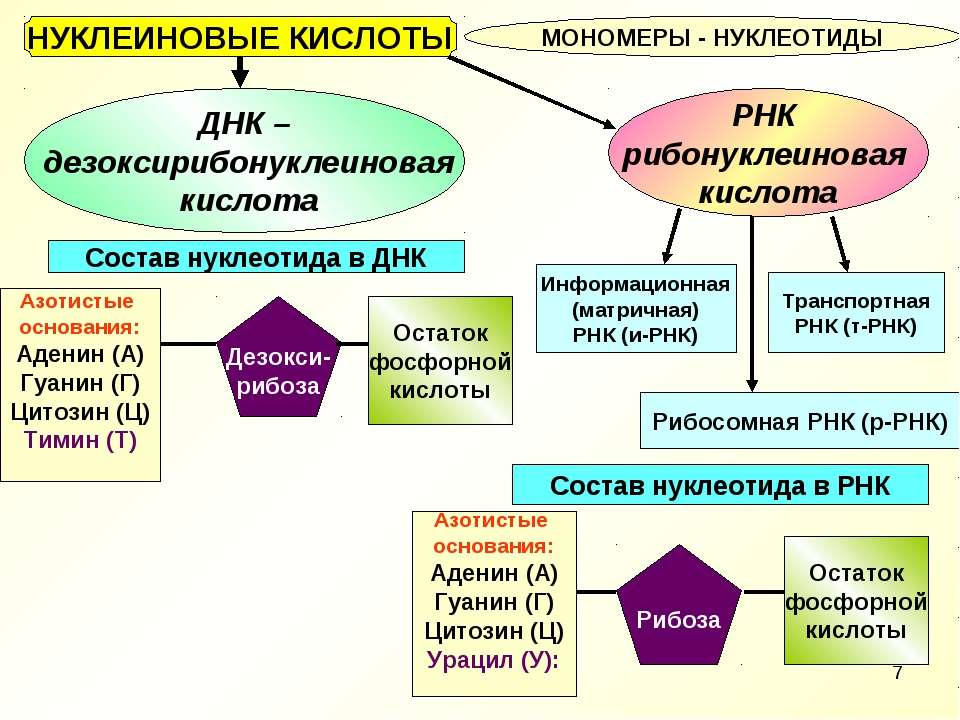 НУКЛЕИНОВЫЕ КИСЛОТЫ
МОНОМЕРЫ - НУКЛЕОТИДЫ
ДНК –
дезоксирибонуклеиновая
кислота
РНК
рибонуклеиновая
кислота
Состав нуклеотида в ДНК
Информационная
(матричная)
РНК (и-РНК)
Транспортная
РНК (т-РНК)
Рибосомная РНК (р-РНК)
Азотистые
основания:
Аденин (А)
Гуанин (Г)
Цитозин (Ц)
Тимин (Т)
Дезокси-
рибоза
Остаток
фосфорной
кислоты
Состав нуклеотида в РНК
Азотистые
основания:
Аденин (А)
Гуанин (Г)
Цитозин (Ц)
Урацил (У):
Рибоза
Остаток
фосфорной
кислоты
7